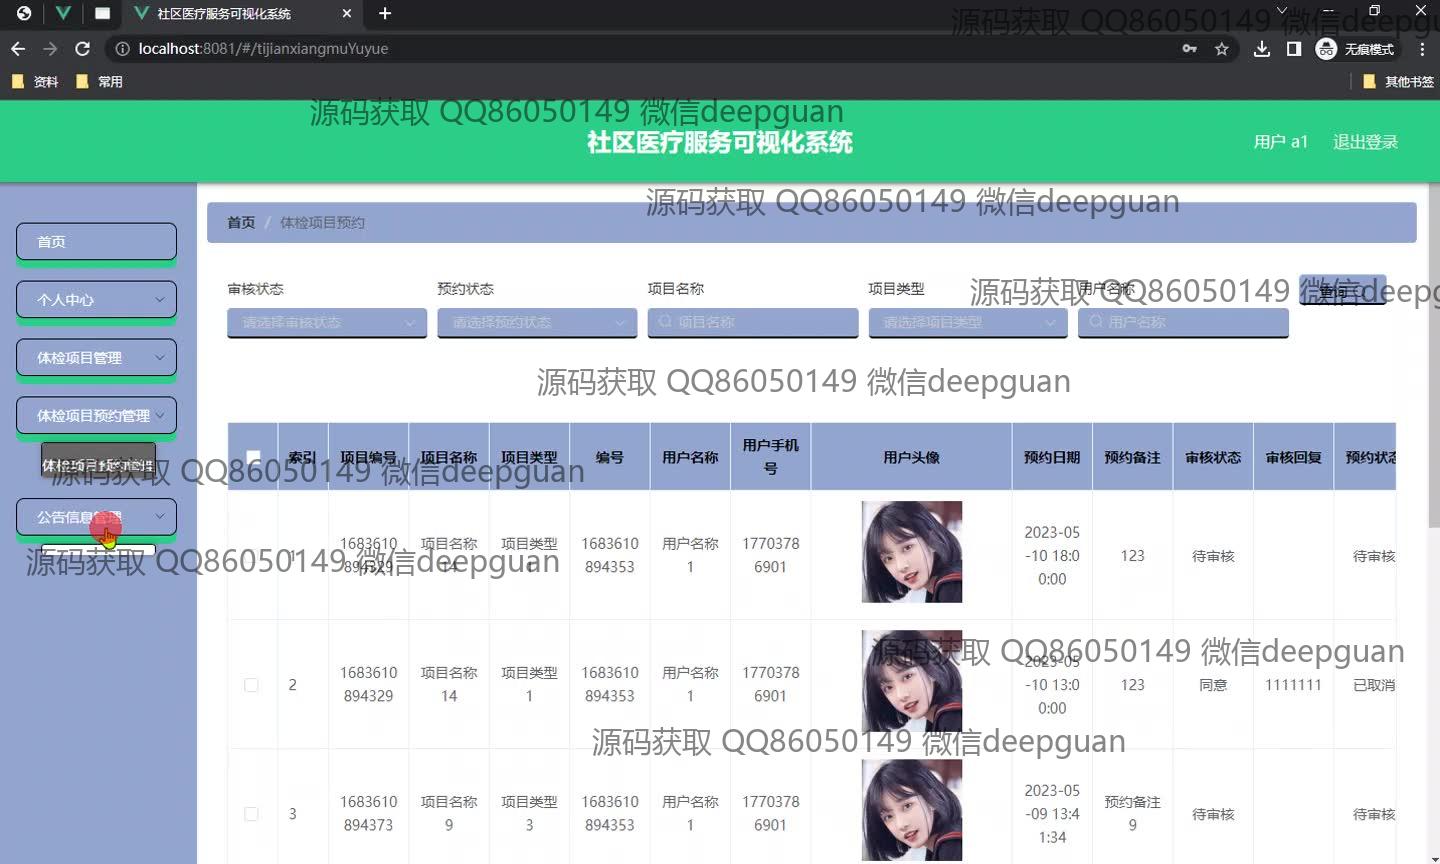 社区医疗服务可视化系统
localhost:8081/#/tijianxiangmuYuyue
无痕模式
资料 常用 其他书签
源码获取 QQ86050149 微信deepgu
源码获取 QQ86050149 微信deepguan
社区医疗服务可视化系统
用户 a1 退出登录
源码获取 QQ86050149 微信deepguan
首页
个人中心
体检项目管理
体检项目预约管理
体检项目预约管理
公告信息管理
首页 / 体检项目预约
审核状态 预约状态 项目名称 项目类型 用户名称
查询
请选择审核状态 请选择预约状态 项目名称 请选择项目类型 用户名称
源码获取 QQ86050149 微信deepg
源码获取 QQ86050149 微信deepguan
索引 项目编号 项目名称 项目类型 编号 用户名称 用户手机号 用户头像 预约日期 预约备注 审核状态 审核回复 预约状态
源码获取 QQ86050149 微信deepguan
源码获取 QQ86050149 微信deepguan
1 1683610894329 项目名称14 项目类型1 1683610894353 用户名称1 17703786901 2023-05-10 18:00:00 123 待审核 待审核
2 1683610894329 项目名称14 项目类型1 1683610894353 用户名称1 17703786901 2023-05-10 13:00:00 123 同意 1111111 已取消
源码获取 QQ86050149 微信deepguan
源码获取 QQ86050149 微信deepguan
3 1683610894373 项目名称9 项目类型3 1683610894353 用户名称1 17703786901 2023-05-09 13:41:34 预约备注9 待审核 待审核